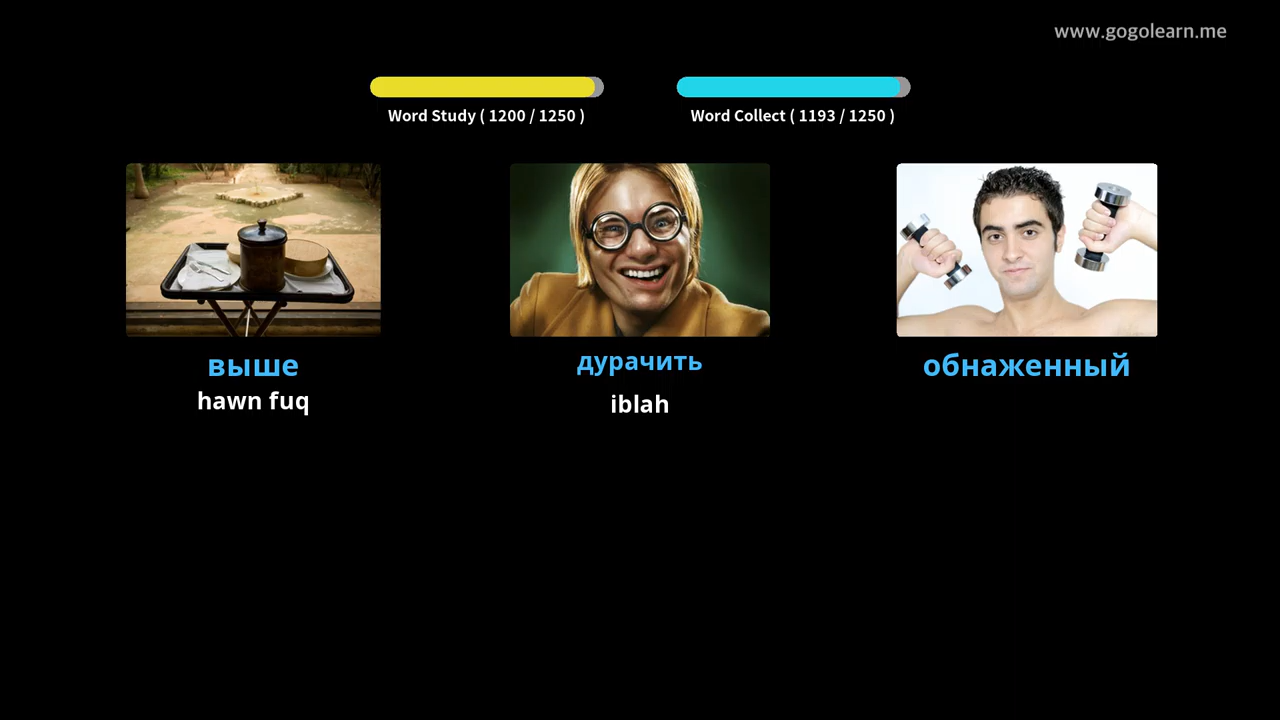 www.gogolearn.me
Word Study ( 1200 / 1250 )
Word Collect ( 1193 / 1250 )
выше
hawn fuq
дурачить
iblah
обнаженный